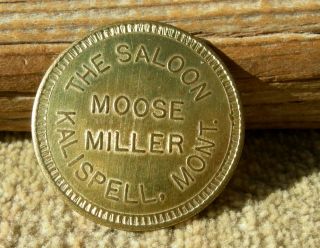 THE SALOON
MOOSE
MILLER
KALISPELL, MONT.